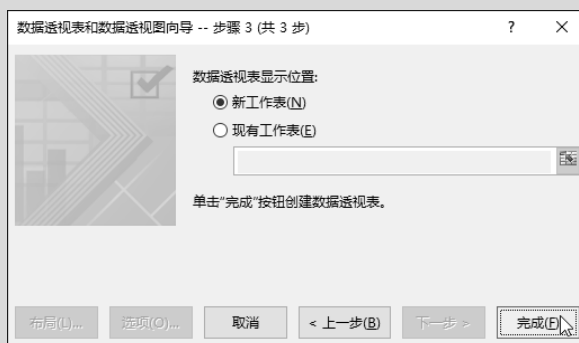 数据透视表和数据透视图向导 -- 步骤 3 (共 3 步)
? ×
数据透视表显示位置:
新工作表(N)
现有工作表(E)
单击"完成"按钮创建数据透视表。
布局(L)... 选项(O)... 取消 < 上一步(B) 下一步 > 完成(F)